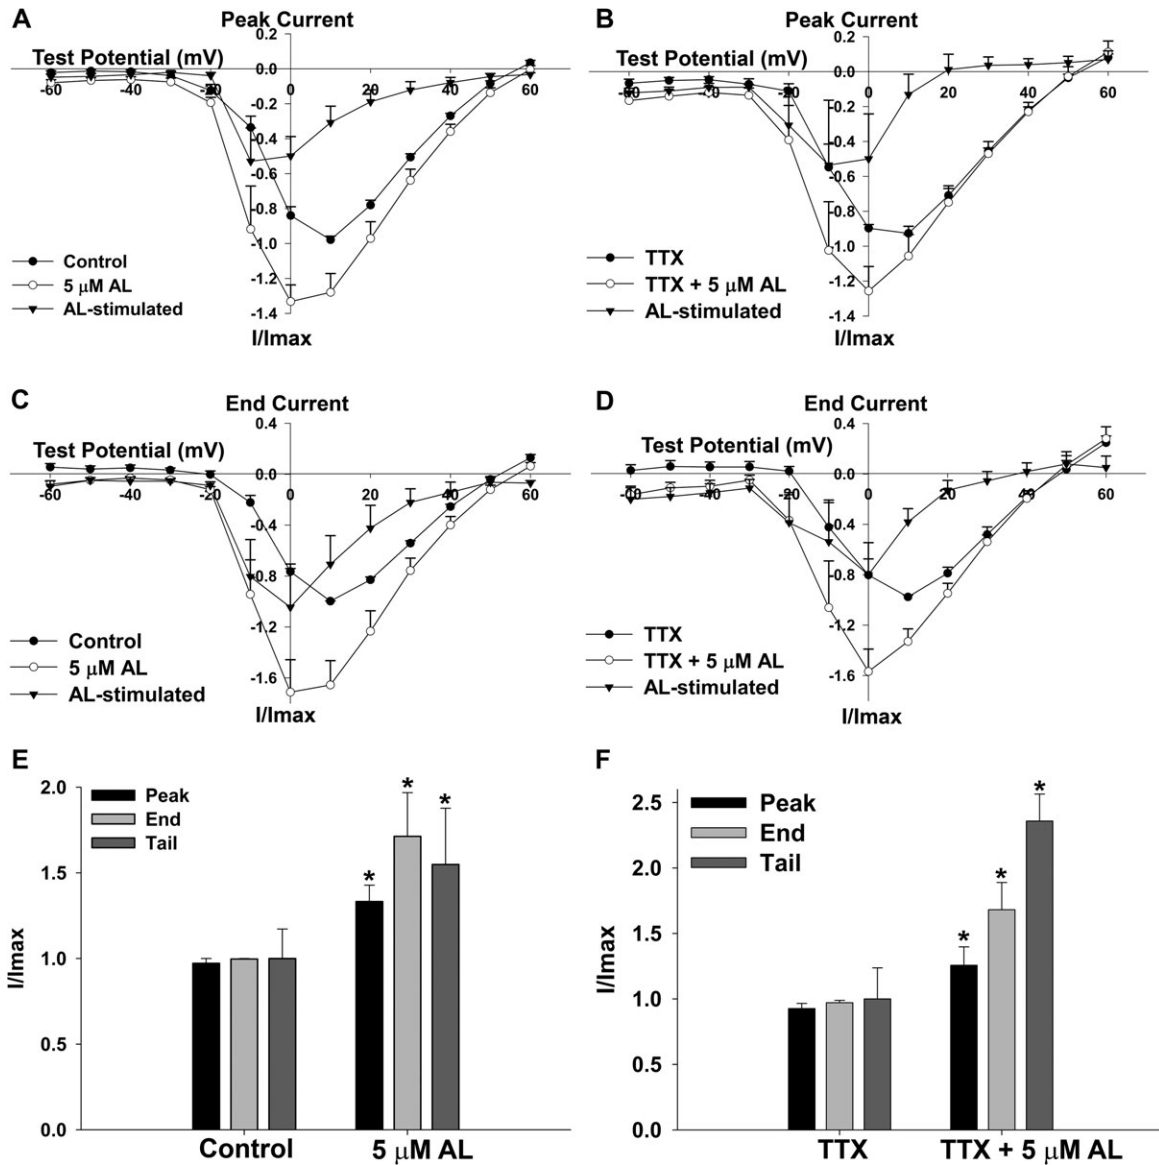 A
Peak Current
Test Potential (mV)
0.2
0.0
-60 -40 -20 0 20 40 60
-0.2
-0.4
-0.6
-0.8
-1.0
-1.2
-1.4
Control
5 μM AL
AL-stimulated
I/Imax
B
Peak Current
Test Potential (mV)
0.2
0.0
-60 -40 -20 0 20 40 60
-0.2
-0.4
-0.6
-0.8
-1.0
-1.2
-1.4
TTX
TTX + 5 μM AL
AL-stimulated
I/Imax
C
End Current
Test Potential (mV)
0.4
0.0
-60 -40 -20 0 20 40 60
-0.4
-0.8
-1.2
-1.6
Control
5 μM AL
AL-stimulated
I/Imax
D
End Current
Test Potential (mV)
0.4
0.0
-60 -40 -20 0 20 40 60
-0.4
-0.8
-1.2
-1.6
TTX
TTX + 5 μM AL
AL-stimulated
I/Imax
E
2.0
1.5
1.0
0.5
0.0
I/Imax
Peak
End
Tail
* * *
Control 5 μM AL
F
2.5
2.0
1.5
1.0
0.5
0.0
I/Imax
Peak
End
Tail
* * *
TTX TTX + 5 μM AL